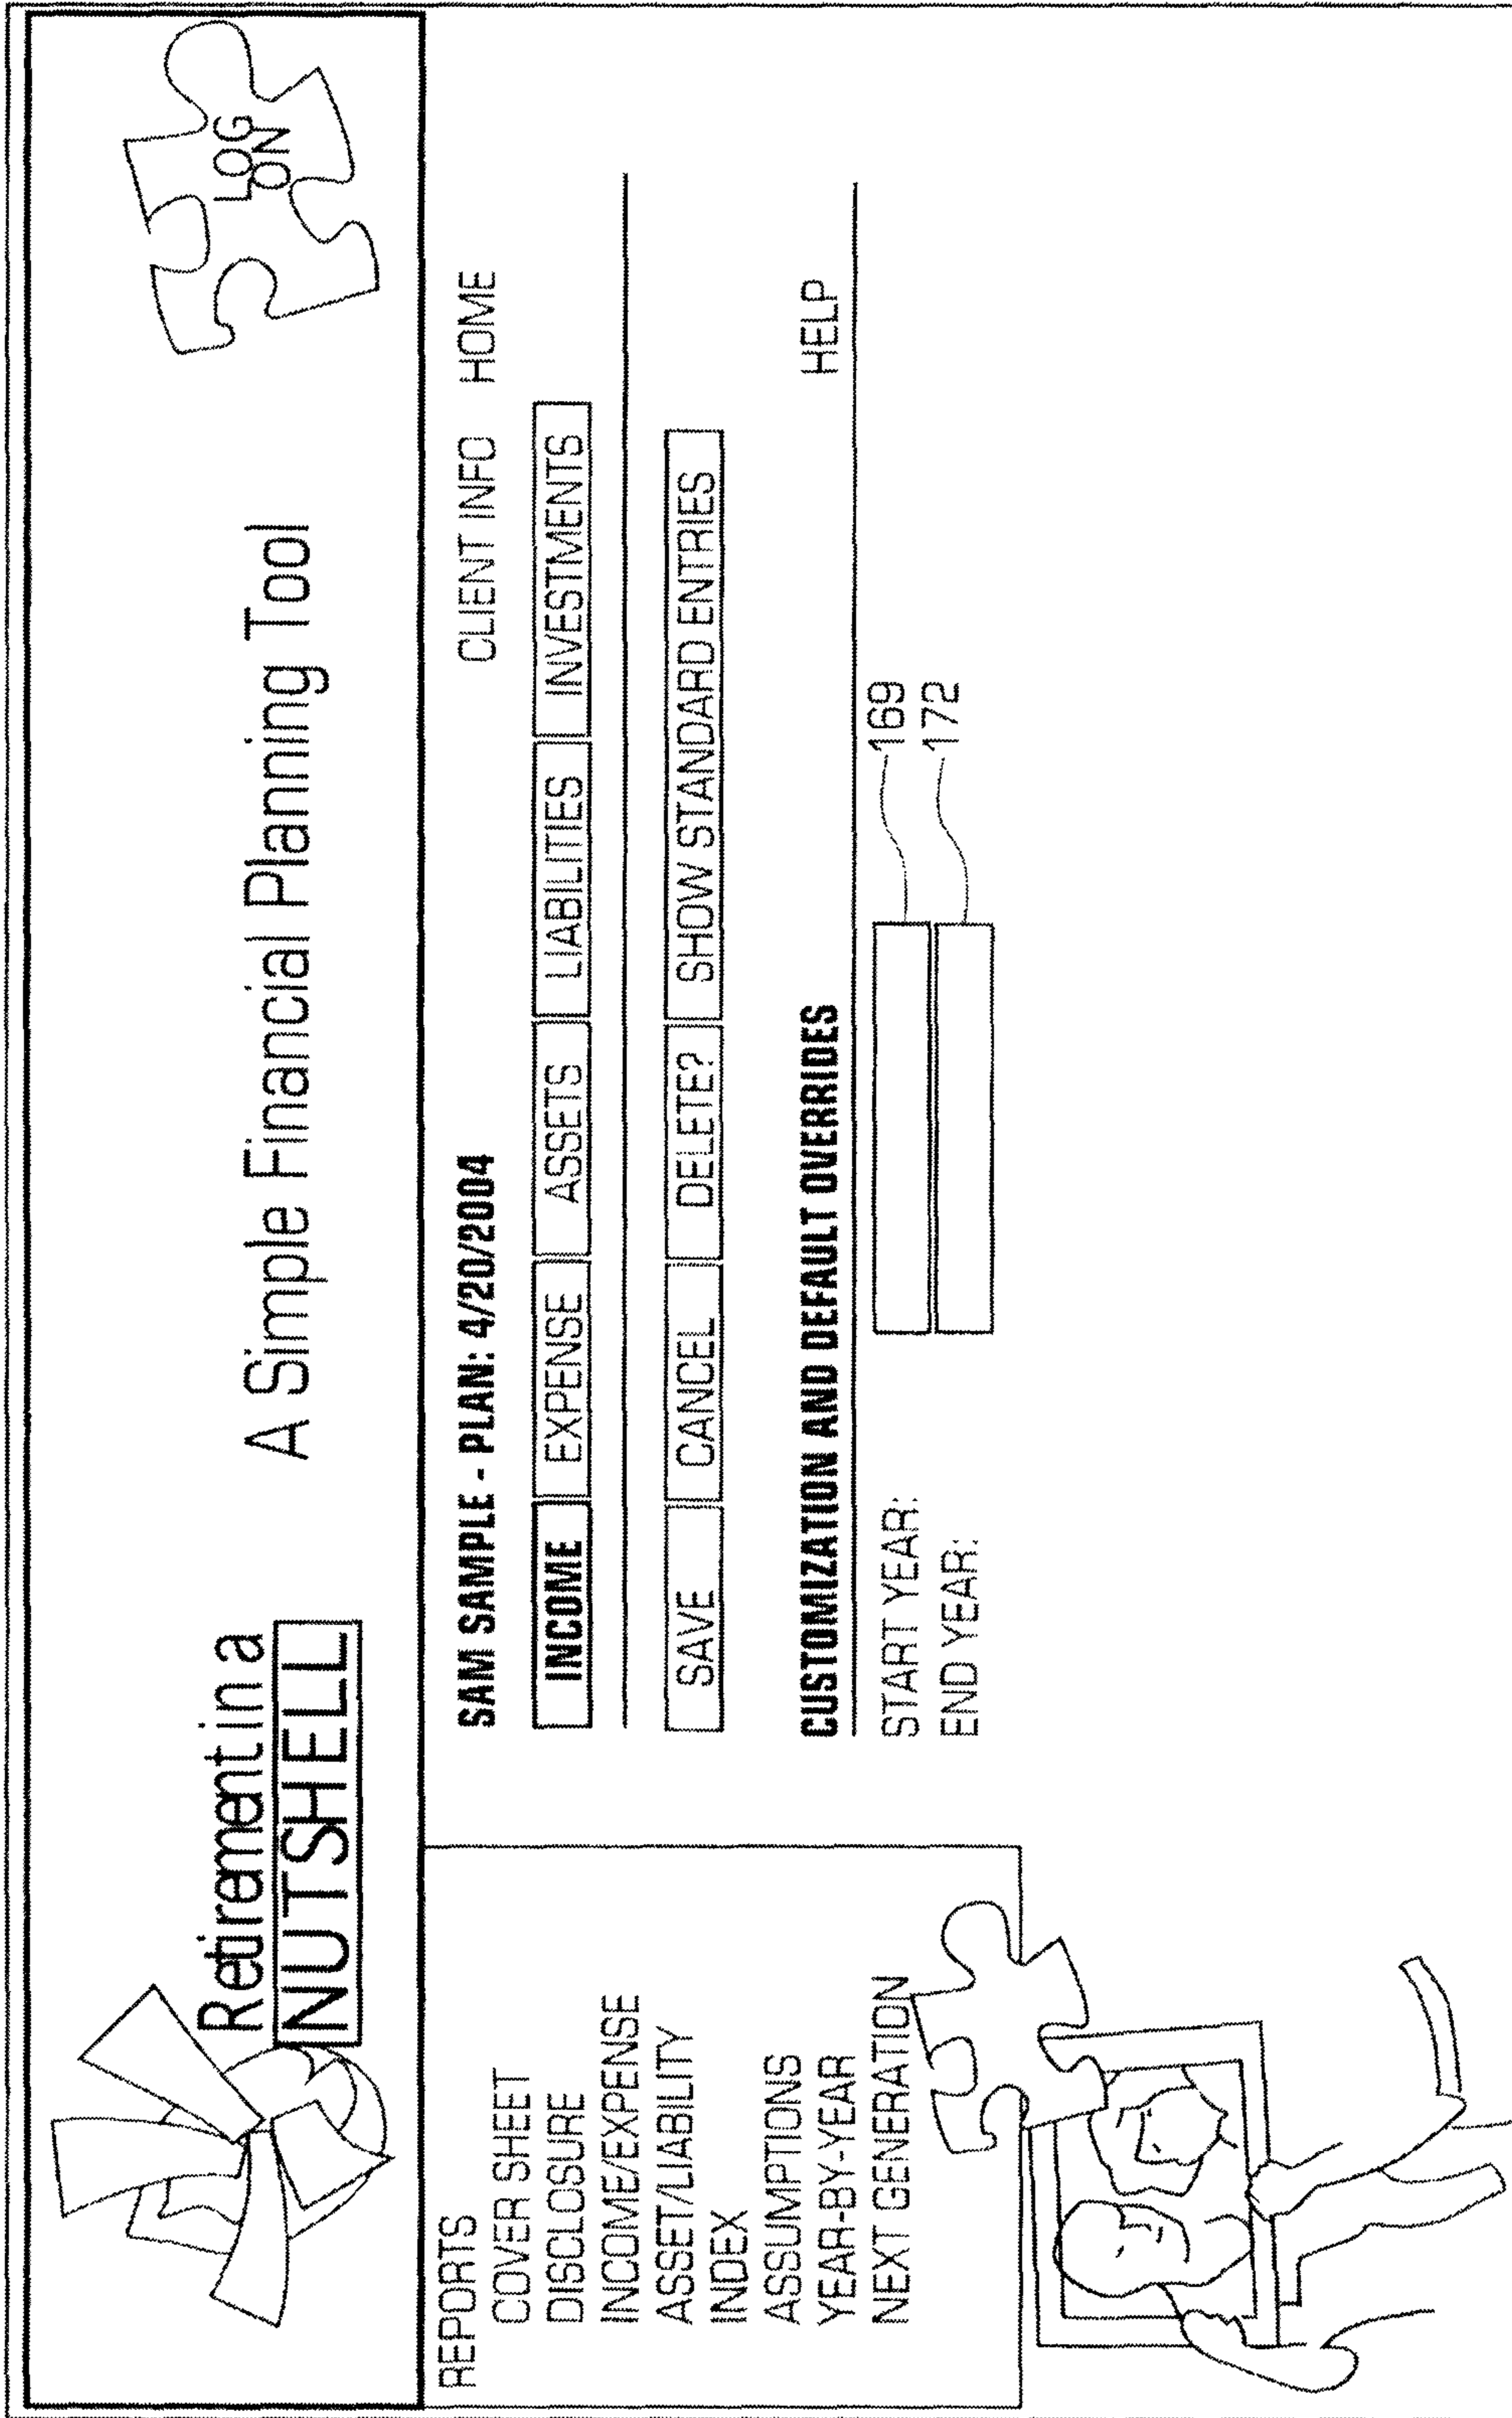 Retirement in a
NUTSHELL
A Simple Financial Planning Tool
LOG
ON
REPORTS
COVER SHEET
DISCLOSURE
INCOME/EXPENSE
ASSET/LIABILITY
INDEX
ASSUMPTIONS
YEAR-BY-YEAR
NEXT GENERATION
SAM SAMPLE - PLAN: 4/20/2004 CLIENT INFO HOME
INCOME EXPENSE ASSETS LIABILITIES INVESTMENTS
SAVE CANCEL DELETE? SHOW STANDARD ENTRIES
CUSTOMIZATION AND DEFAULT OVERRIDES HELP
START YEAR: 169
END YEAR: 172